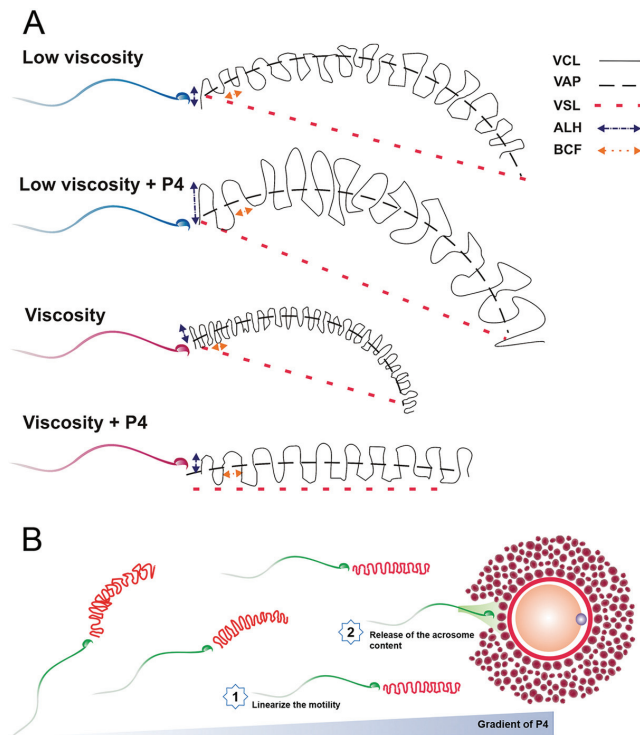 A
Low viscosity
VCL
VAP
VSL
ALH
BCF
Low viscosity + P4
Viscosity
Viscosity + P4
B
2
Release of the acrosome
content
1
Linearize the motility
Gradient of P4